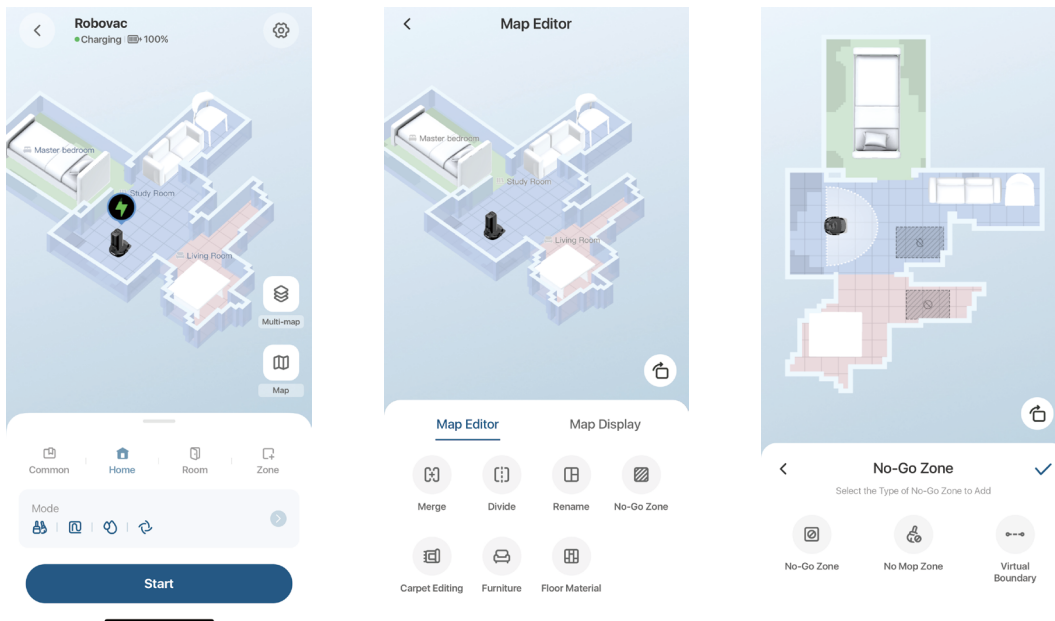 Robovac
Charging 100%
Master bedroom
Study Room
Living Room
Multi-map
Map
Common
Home
Room
Zone
Mode
Start
Map Editor
Master bedroom
Study Room
Living Room
Map Editor
Map Display
Merge
Divide
Rename
No-Go Zone
Carpet Editing
Furniture
Floor Material
No-Go Zone
Select the Type of No-Go Zone to Add
No-Go Zone
No Mop Zone
Virtual
Boundary